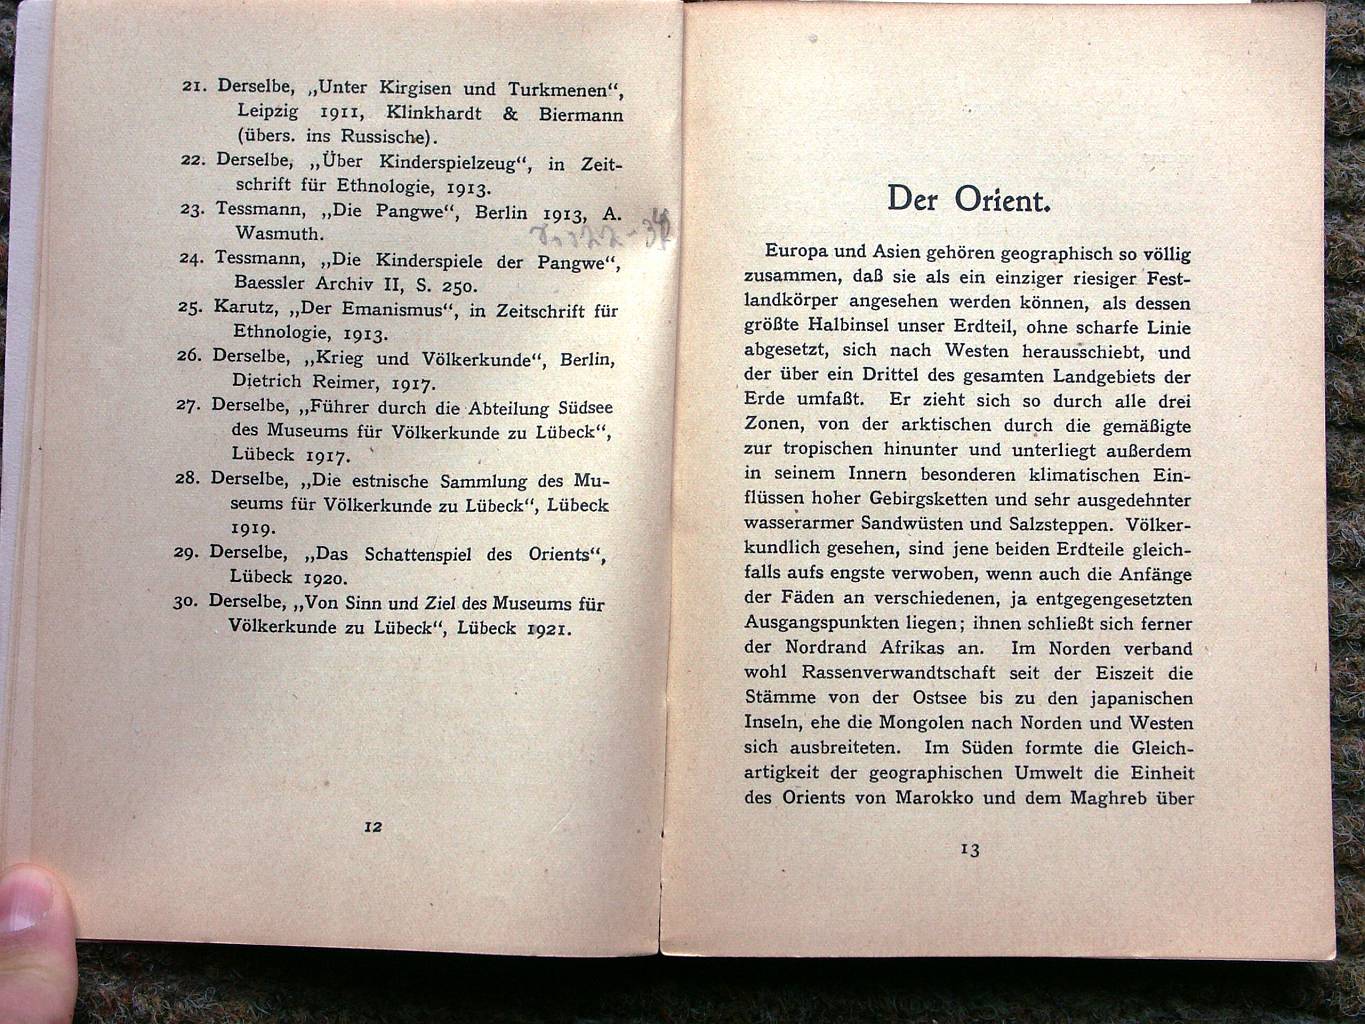 21. Derselbe, „Unter Kirgisen und Turkmenen“,
Leipzig 1911, Klinkhardt & Biermann
(übers. ins Russische).
22. Derselbe, „Über Kinderspielzeug“, in Zeit-
schrift für Ethnologie, 1913.
23. Tessmann, „Die Pangwe“, Berlin 1913, A.
Wasmuth.
24. Tessmann, „Die Kinderspiele der Pangwe“,
Baessler Archiv II, S. 250.
25. Karutz, „Der Emanismus“, in Zeitschrift für
Ethnologie, 1913.
26. Derselbe, „Krieg und Völkerkunde“, Berlin,
Dietrich Reimer, 1917.
27. Derselbe, „Führer durch die Abteilung Südsee
des Museums für Völkerkunde zu Lübeck“,
Lübeck 1917.
28. Derselbe, „Die estnische Sammlung des Mu-
seums für Völkerkunde zu Lübeck“, Lübeck
1919.
29. Derselbe, „Das Schattenspiel des Orients“,
Lübeck 1920.
30. Derselbe, „Von Sinn und Ziel des Museums für
Völkerkunde zu Lübeck“, Lübeck 1921.
12
Der Orient.
Europa und Asien gehören geographisch so völlig
zusammen, daß sie als ein einziger riesiger Fest-
landkörper angesehen werden können, als dessen
größte Halbinsel unser Erdteil, ohne scharfe Linie
abgesetzt, sich nach Westen herausschiebt, und
der über ein Drittel des gesamten Landgebiets der
Erde umfaßt. Er zieht sich so durch alle drei
Zonen, von der arktischen durch die gemäßigte
zur tropischen hinunter und unterliegt außerdem
in seinem Innern besonderen klimatischen Ein-
flüssen hoher Gebirgsketten und sehr ausgedehnter
wasserarmer Sandwüsten und Salzsteppen. Völker-
kundlich gesehen, sind jene beiden Erdteile gleich-
falls aufs engste verwoben, wenn auch die Anfänge
der Fäden an verschiedenen, ja entgegengesetzten
Ausgangspunkten liegen; ihnen schließt sich ferner
der Nordrand Afrikas an. Im Norden verband
wohl Rassenverwandtschaft seit der Eiszeit die
Stämme von der Ostsee bis zu den japanischen
Inseln, ehe die Mongolen nach Norden und Westen
sich ausbreiteten. Im Süden formte die Gleich-
artigkeit der geographischen Umwelt die Einheit
des Orients von Marokko und dem Maghreb über
13